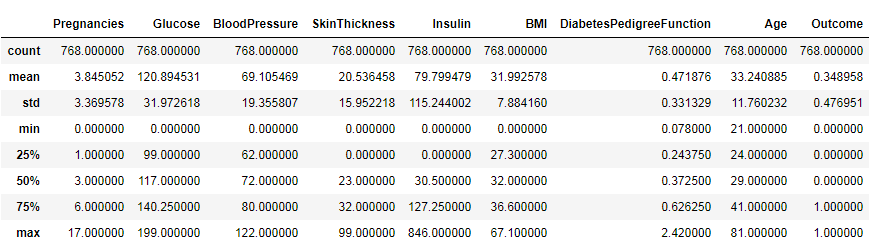 Pregnancies Glucose BloodPressure SkinThickness Insulin BMI DiabetesPedigreeFunction Age Outcome
count 768.000000 768.000000 768.000000 768.000000 768.000000 768.000000 768.000000 768.000000 768.000000
mean 3.845052 120.894531 69.105469 20.536458 79.799479 31.992578 0.471876 33.240885 0.348958
std 3.369578 31.972618 19.355807 15.952218 115.244002 7.884160 0.331329 11.760232 0.476951
min 0.000000 0.000000 0.000000 0.000000 0.000000 0.000000 0.078000 21.000000 0.000000
25% 1.000000 99.000000 62.000000 0.000000 0.000000 27.300000 0.243750 24.000000 0.000000
50% 3.000000 117.000000 72.000000 23.000000 30.500000 32.000000 0.372500 29.000000 0.000000
75% 6.000000 140.250000 80.000000 32.000000 127.250000 36.600000 0.626250 41.000000 1.000000
max 17.000000 199.000000 122.000000 99.000000 846.000000 67.100000 2.420000 81.000000 1.000000